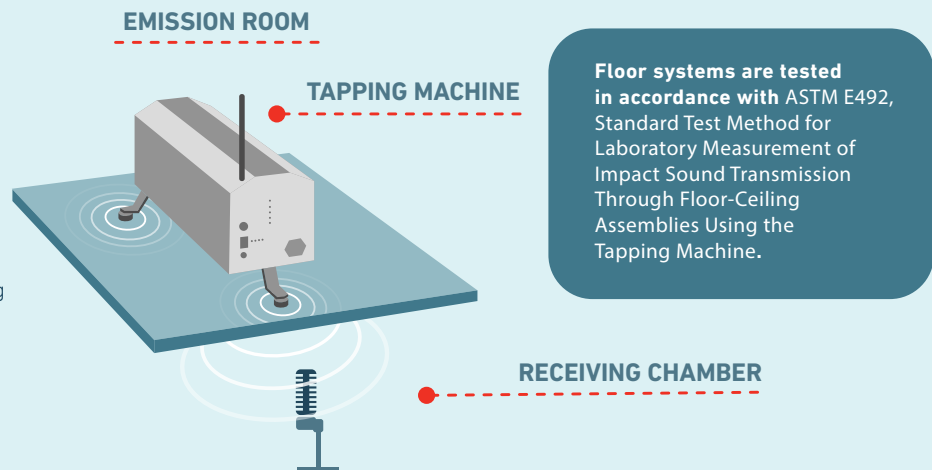 EMISSION ROOM
TAPPING MACHINE
Floor systems are tested
in accordance with ASTM E492,
Standard Test Method for
Laboratory Measurement of
Impact Sound Transmission
Through Floor-Ceiling
Assemblies Using the
Tapping Machine.
RECEIVING CHAMBER